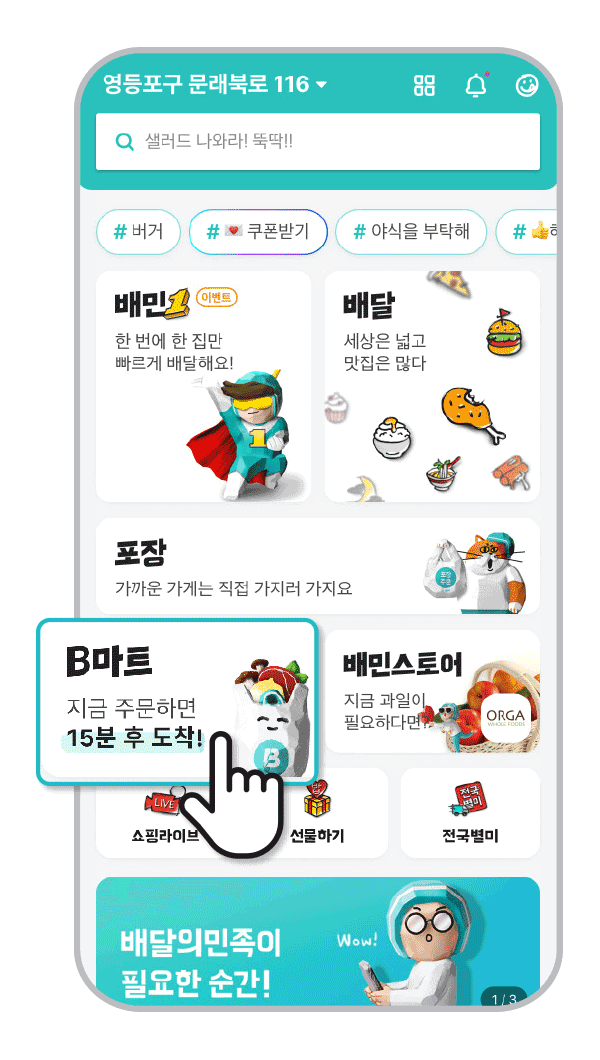 영등포구 문래북로 116
샐러드 나와라! 뚝딱!!
# 버거
# 💌 쿠폰받기
# 야식을 부탁해
# 👍
배민1 이벤트
한 번에 한 집만
빠르게 배달해요!
1
배달
세상은 넓고
맛집은 많다
포장
가까운 가게는 직접 가지러 가지요
포장
주문
B마트
지금 주문하면
15분 후 도착!
B
배민스토어
지금 과일이
필요하다면?
ORGA
WHOLE FOODS
LIVE
쇼핑라이브
선물하기
전국
별미
전국별미
배달의민족이
필요한 순간!
Wow!
1 / 3